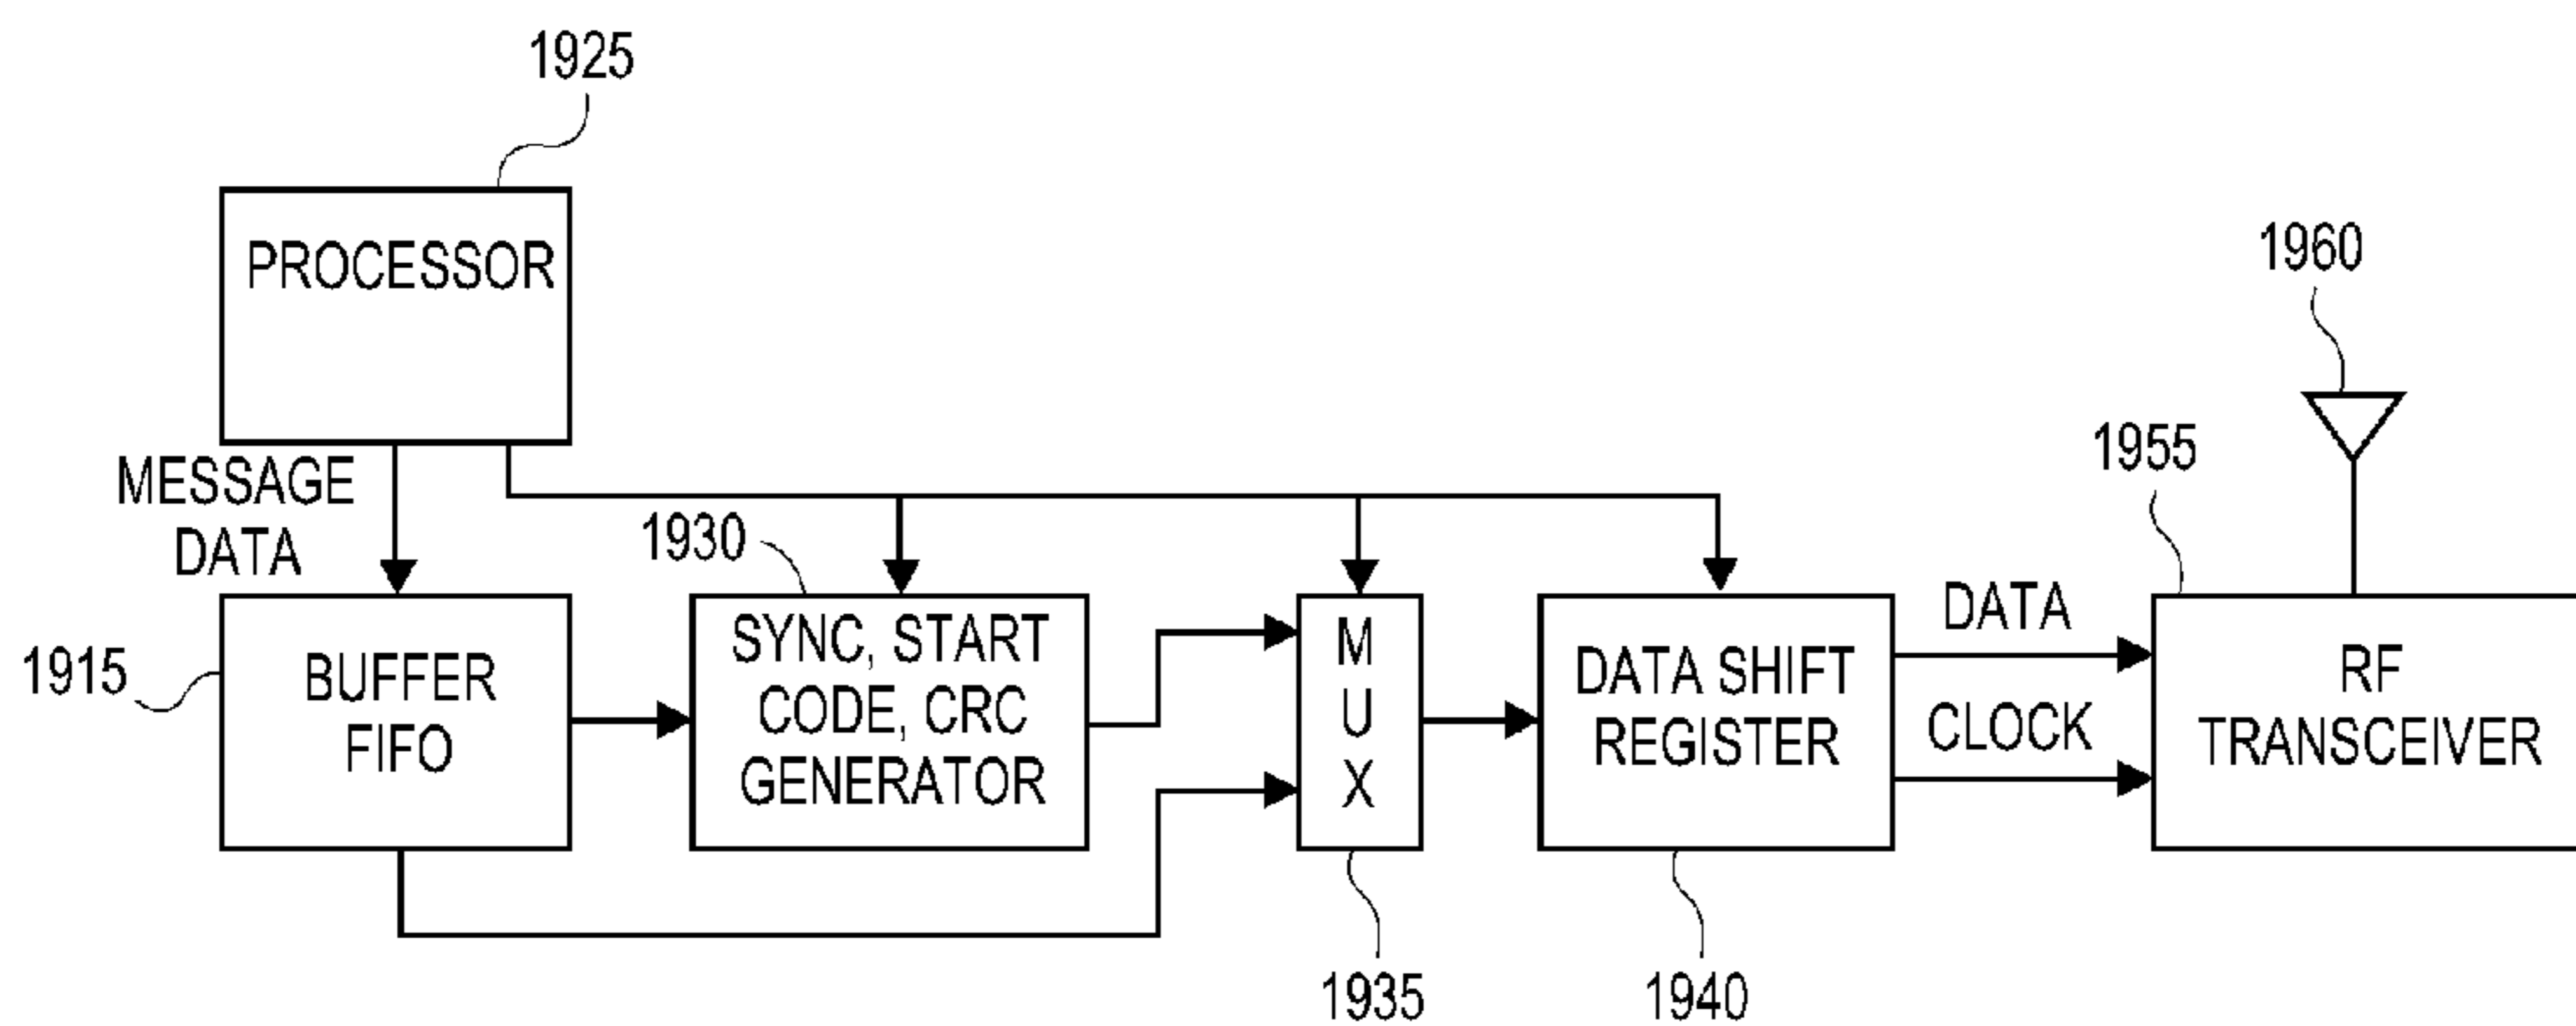 1925
PROCESSOR
1960
MESSAGE
DATA
1930
1955
1915
BUFFER
FIFO
SYNC, START
CODE, CRC
GENERATOR
M
U
X
DATA SHIFT
REGISTER
DATA
CLOCK
RF
TRANSCEIVER
1935
1940